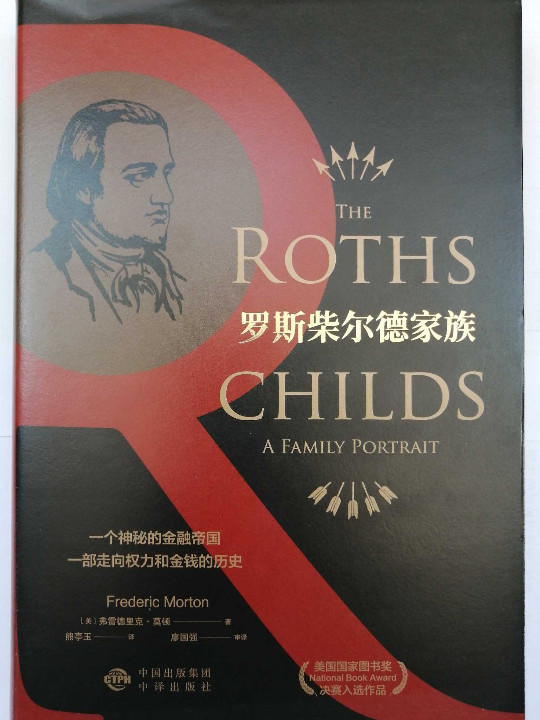 THE
ROTHS
罗斯柴尔德家族
CHILDS
A FAMILY PORTRAIT
一个神秘的金融帝国
一部走向权力和金钱的历史
Frederic Morton
［美］弗雷德里克·莫顿 著
熊亭玉 译 廖国强 审译
CTPH
中国出版集团
中译出版社
美国国家图书奖
National Book Award
决赛入选作品